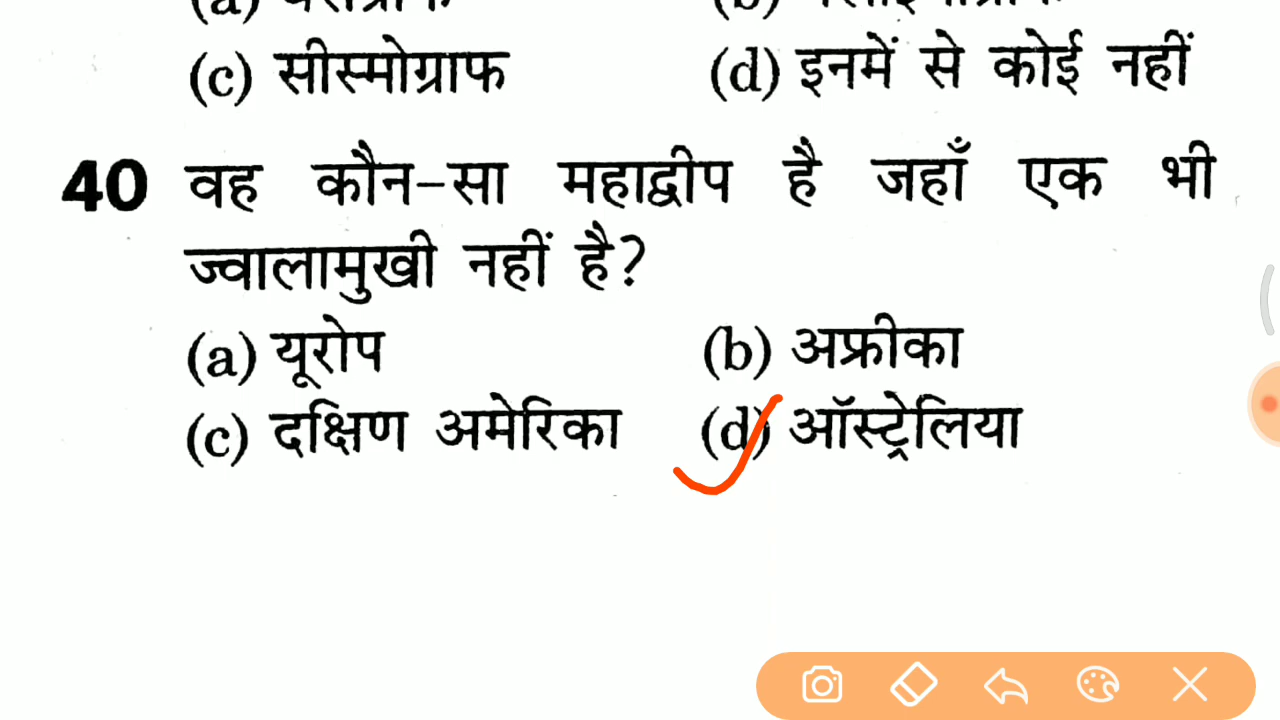 (a)
(b)
(c) सीस्मोग्राफ (d) इनमें से कोई नहीं
40 वह कौन-सा महाद्वीप है जहाँ एक भी
ज्वालामुखी नहीं है?
(a) यूरोप (b) अफ्रीका
(c) दक्षिण अमेरिका (d) ऑस्ट्रेलिया